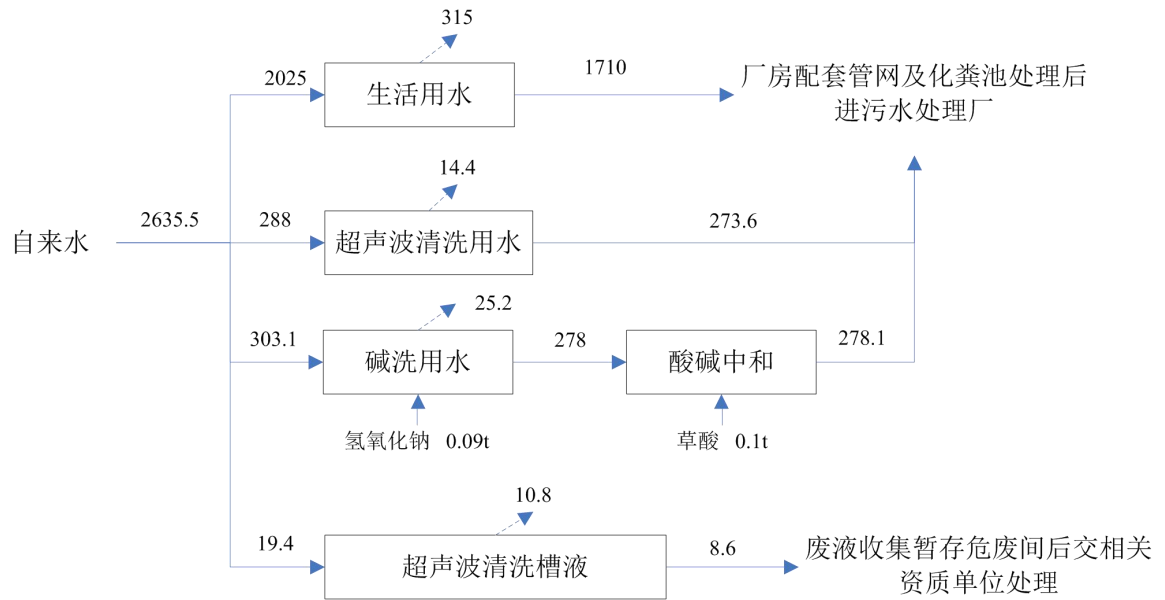 315
2025
生活用水
1710
厂房配套管网及化粪池处理后
进污水处理厂
14.4
自来水
2635.5
288
超声波清洗用水
273.6
25.2
303.1
碱洗用水
278
酸碱中和
278.1
氢氧化钠 0.09t
草酸 0.1t
10.8
19.4
超声波清洗槽液
8.6
废液收集暂存危废间后交相关
资质单位处理